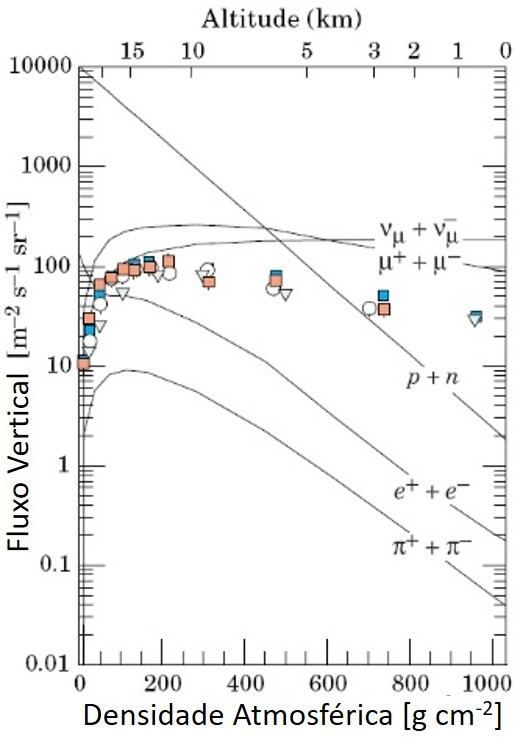 Altitude (km)
15 10 5 3 2 1 0
10000
1000
100
10
1
0.1
0.01
Fluxo Vertical [m⁻² s⁻¹ sr⁻¹]
νμ + ν̄μ
μ⁺ + μ⁻
p + n
e⁺ + e⁻
π⁺ + π⁻
0 200 400 600 800 1000
Densidade Atmosférica [g cm⁻²]